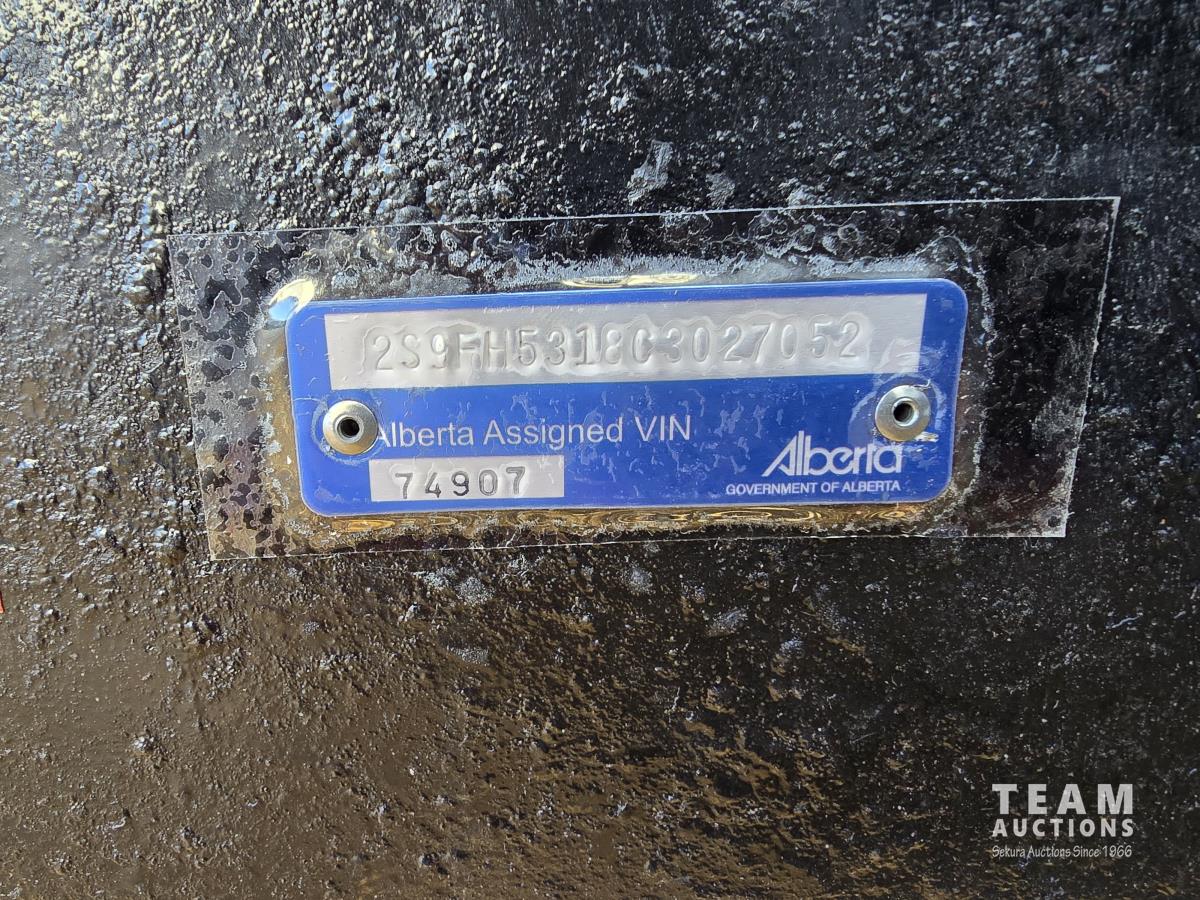 2S9FH5318C3027052
Alberta Assigned VIN
74907
Alberta
GOVERNMENT OF ALBERTA
TEAM
AUCTIONS
Sekura Auctions Since 1966